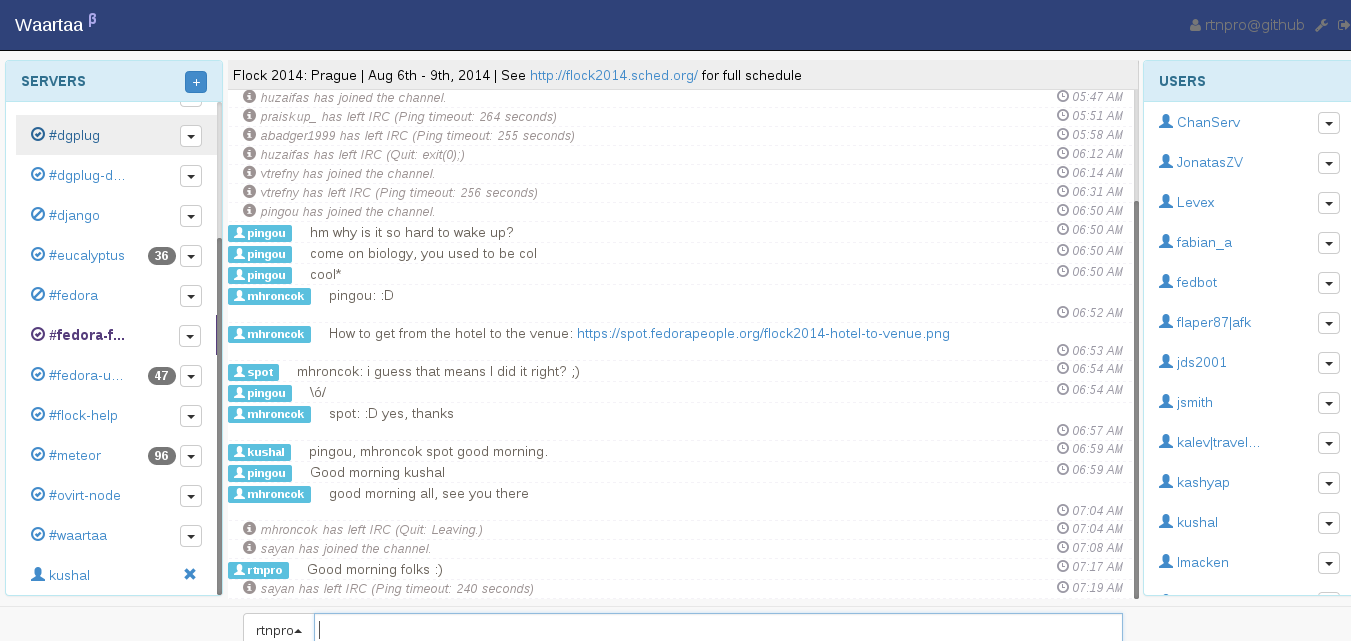 Waartaa β
rtnpro@github
SERVERS
+
#dgplug
#dgplug-d...
#django
#eucalyptus 36
#fedora
#fedora-f...
#fedora-u... 47
#flock-help
#meteor 96
#ovirt-node
#waartaa
kushal
Flock 2014: Prague | Aug 6th - 9th, 2014 | See http://flock2014.sched.org/ for full schedule
huzaifas has joined the channel. 05:47 AM
praiskup_ has left IRC (Ping timeout: 264 seconds) 05:51 AM
abadger1999 has left IRC (Ping timeout: 255 seconds) 05:58 AM
huzaifas has left IRC (Quit: exit(0);) 06:12 AM
vtrefny has joined the channel. 06:14 AM
vtrefny has left IRC (Ping timeout: 256 seconds) 06:31 AM
pingou has joined the channel. 06:50 AM
pingou hm why is it so hard to wake up? 06:50 AM
pingou come on biology, you used to be col 06:50 AM
pingou cool* 06:50 AM
mhroncok pingou: :D
06:52 AM
mhroncok How to get from the hotel to the venue: https://spot.fedorapeople.org/flock2014-hotel-to-venue.png
06:53 AM
spot mhroncok: i guess that means I did it right? ;) 06:54 AM
pingou \ó/ 06:54 AM
mhroncok spot: :D yes, thanks
06:57 AM
kushal pingou, mhroncok spot good morning. 06:59 AM
pingou Good morning kushal 06:59 AM
mhroncok good morning all, see you there
07:04 AM
mhroncok has left IRC (Quit: Leaving.) 07:04 AM
sayan has joined the channel. 07:08 AM
rtnpro Good morning folks :) 07:17 AM
sayan has left IRC (Ping timeout: 240 seconds) 07:19 AM
rtnpro
USERS
ChanServ
JonatasZV
Levex
fabian_a
fedbot
flaper87|afk
jds2001
jsmith
kalev|travel...
kashyap
kushal
lmacken